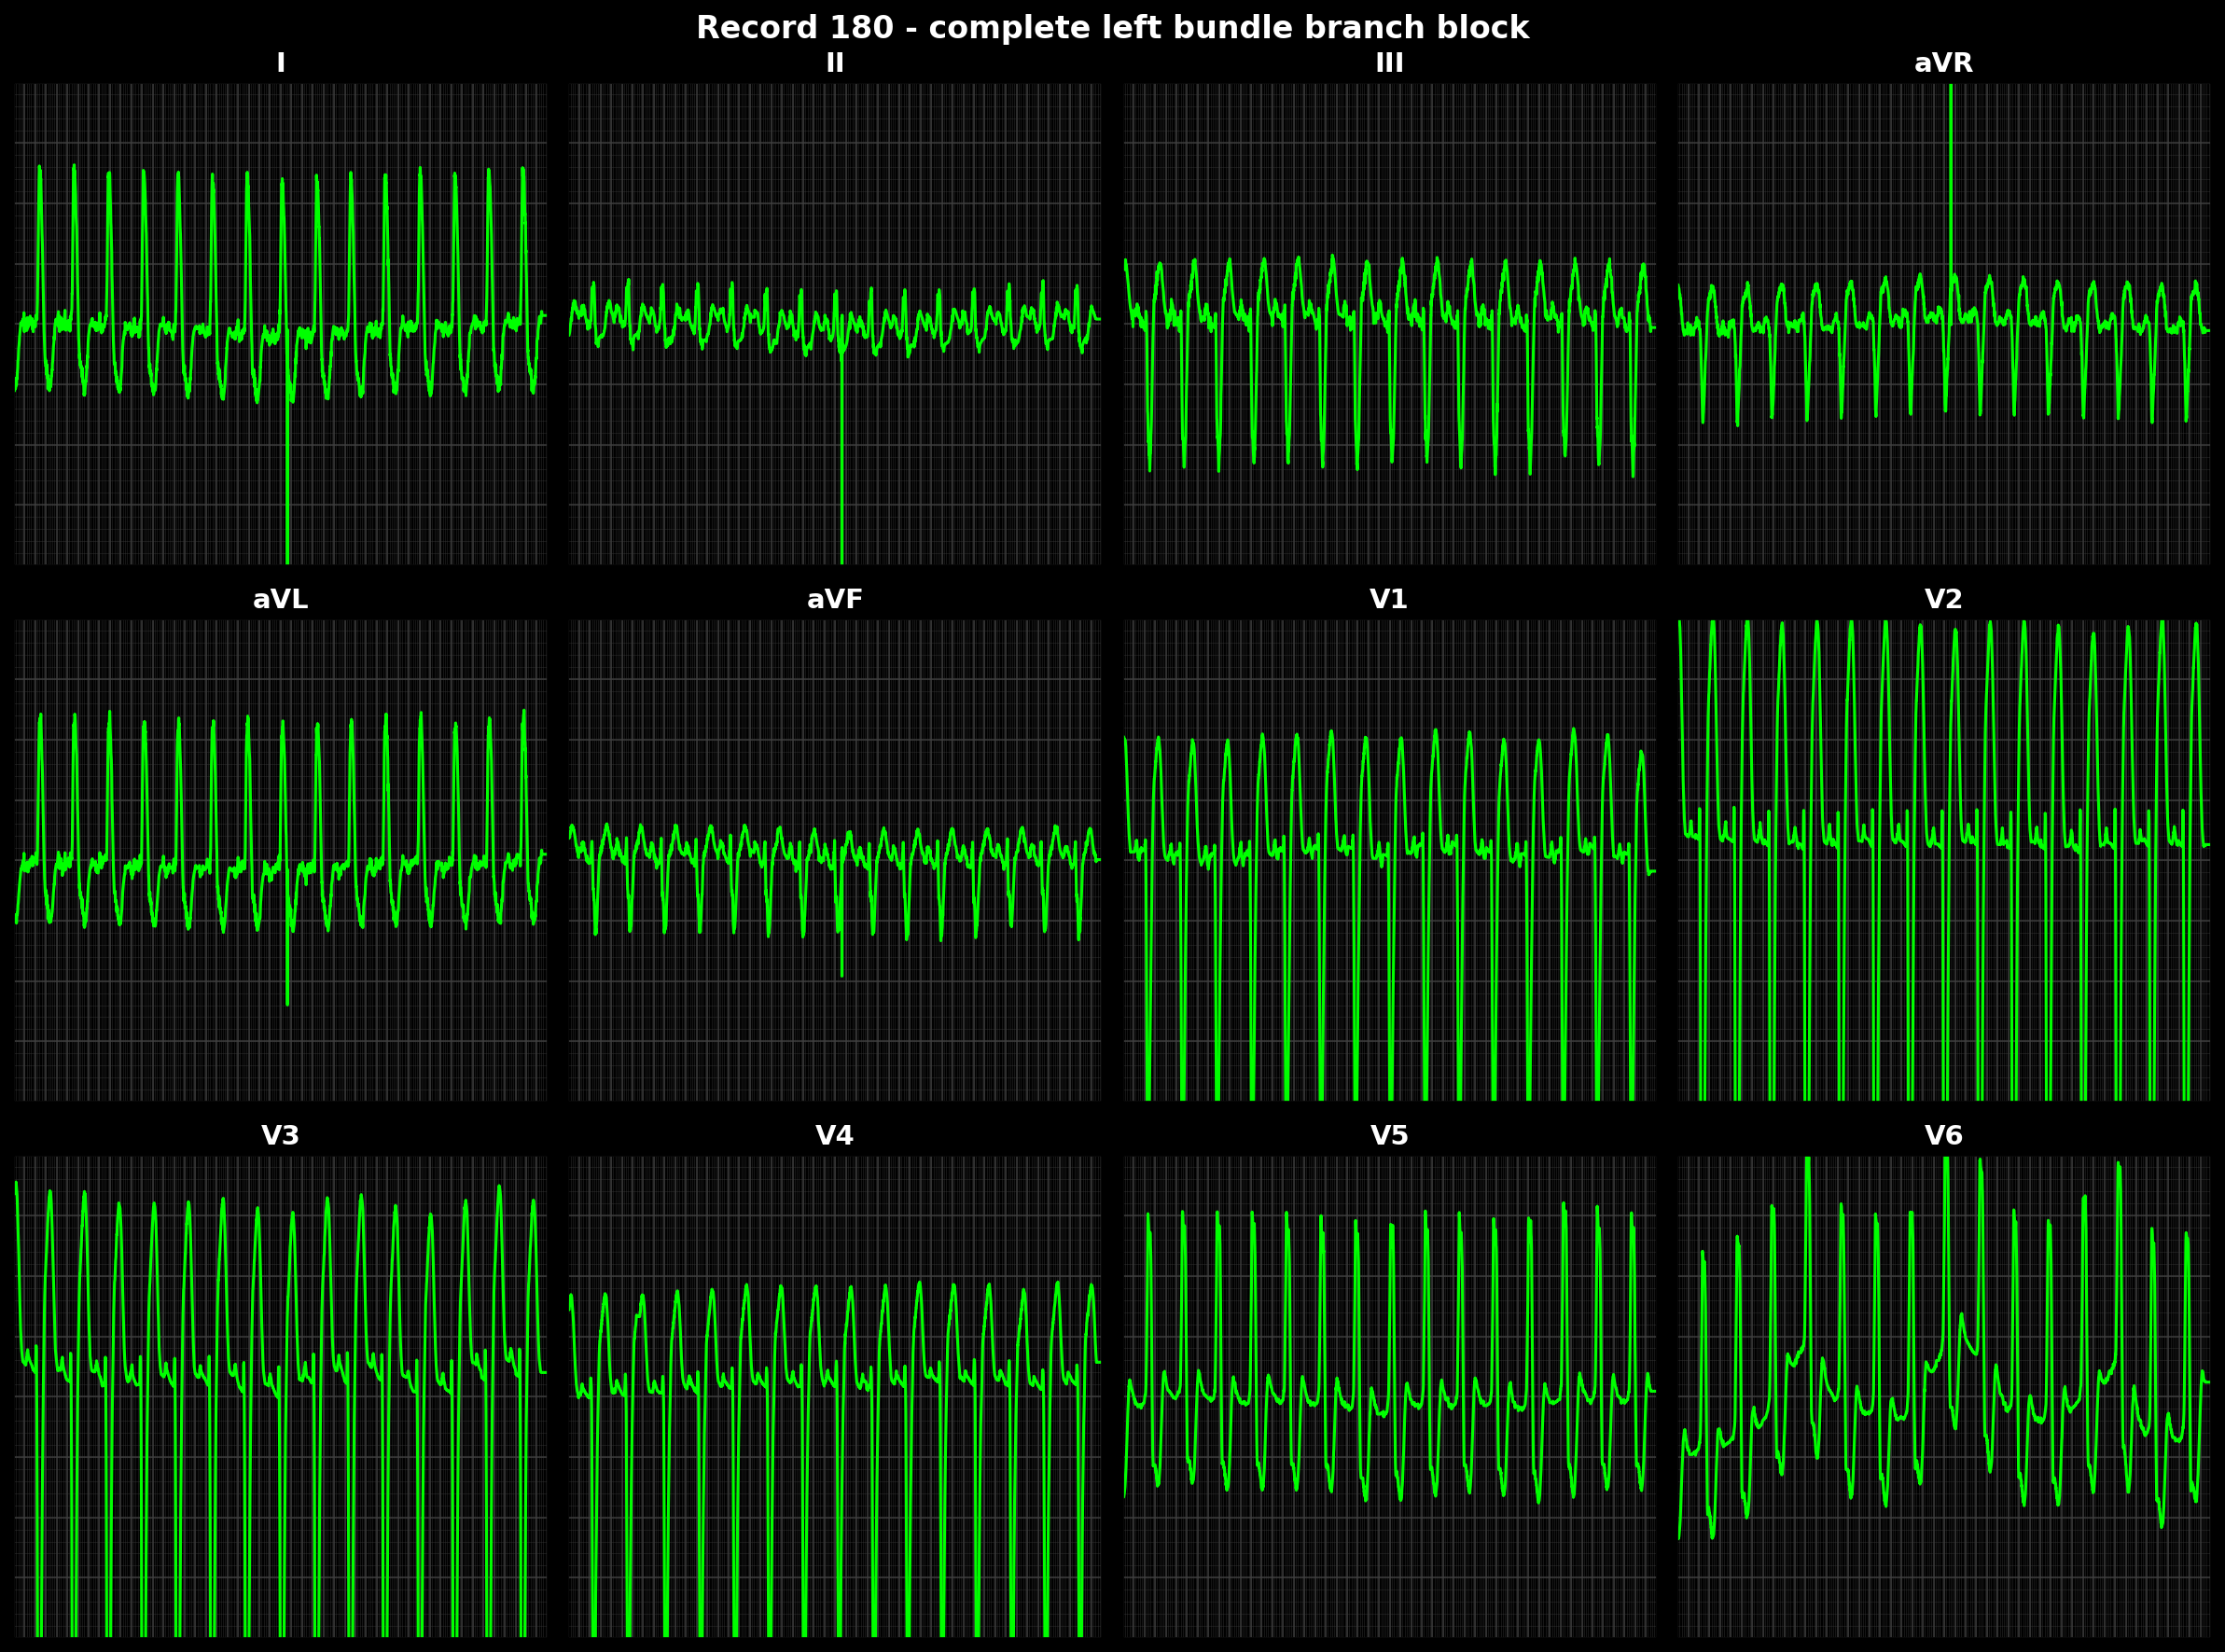 Record 180 - complete left bundle branch block
I II III aVR
aVL aVF V1 V2
V3 V4 V5 V6